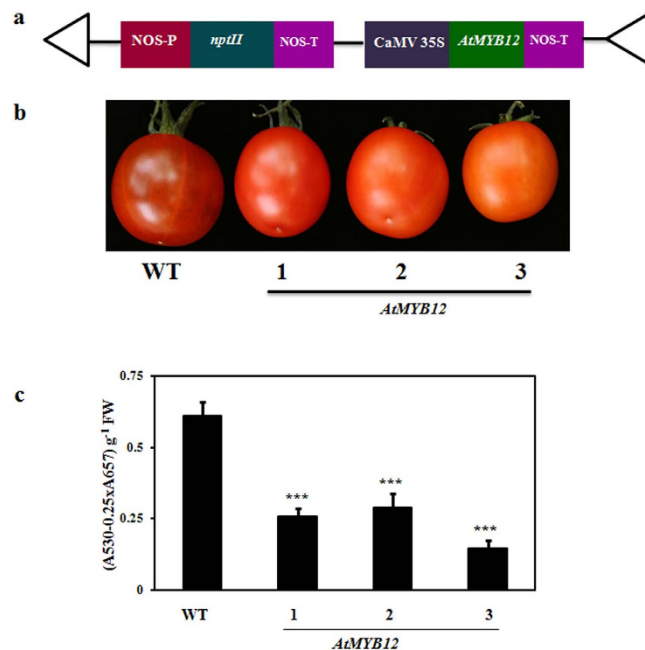 a
NOS-P nptII NOS-T CaMV 35S AtMYB12 NOS-T
b
WT 1 2 3
AtMYB12
c
(A530-0.25xA657) g-1 FW
0.75
0.5
0.25
0
*** *** ***
WT 1 2 3
AtMYB12